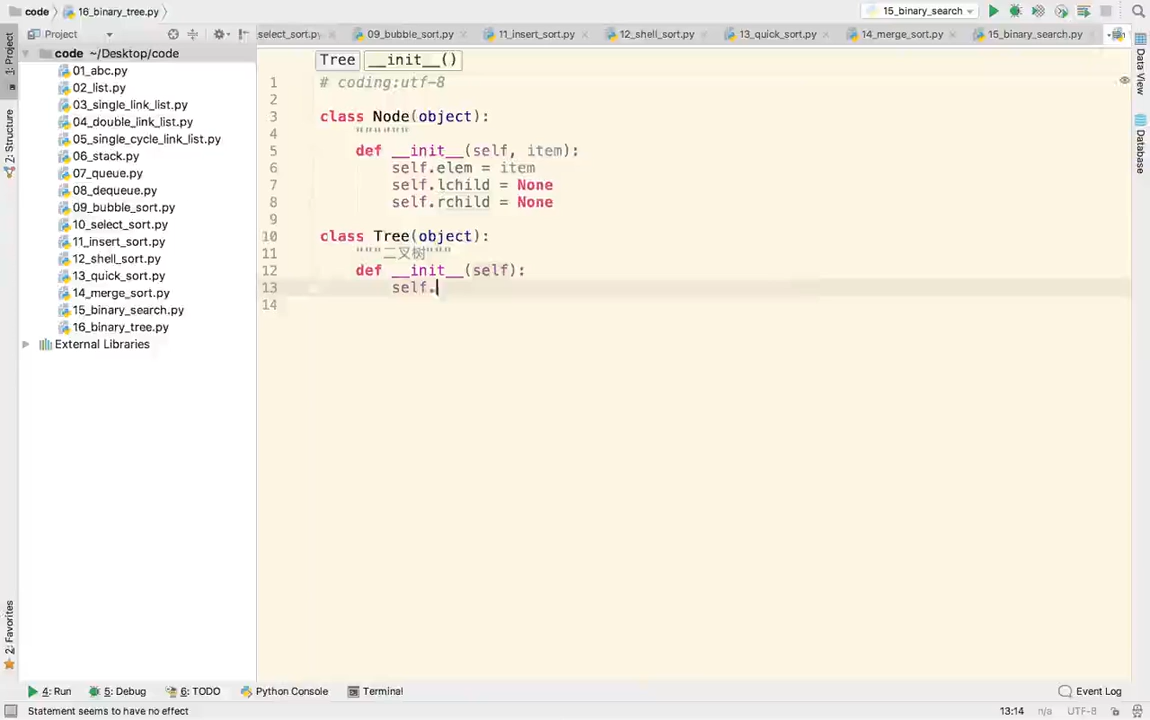 code
16_binary_tree.py
15_binary_search
Project
select_sort.py
09_bubble_sort.py
11_insert_sort.py
12_shell_sort.py
13_quick_sort.py
14_merge_sort.py
15_binary_search.py
1: Project
7: Structure
2: Favorites
Data View
Database
code ~/Desktop/code
01_abc.py
02_list.py
03_single_link_list.py
04_double_link_list.py
05_single_cycle_link_list.py
06_stack.py
07_queue.py
08_dequeue.py
09_bubble_sort.py
10_select_sort.py
11_insert_sort.py
12_shell_sort.py
13_quick_sort.py
14_merge_sort.py
15_binary_search.py
16_binary_tree.py
External Libraries
Tree __init__()
1 # coding:utf-8
2
3 class Node(object):
4 """"""
5 def __init__(self, item):
6 self.elem = item
7 self.lchild = None
8 self.rchild = None
9
10 class Tree(object):
11 """二叉树"""
12 def __init__(self):
13 self.
14
4: Run 5: Debug 6: TODO Python Console Terminal Event Log
Statement seems to have no effect 13:14 n/a UTF-8